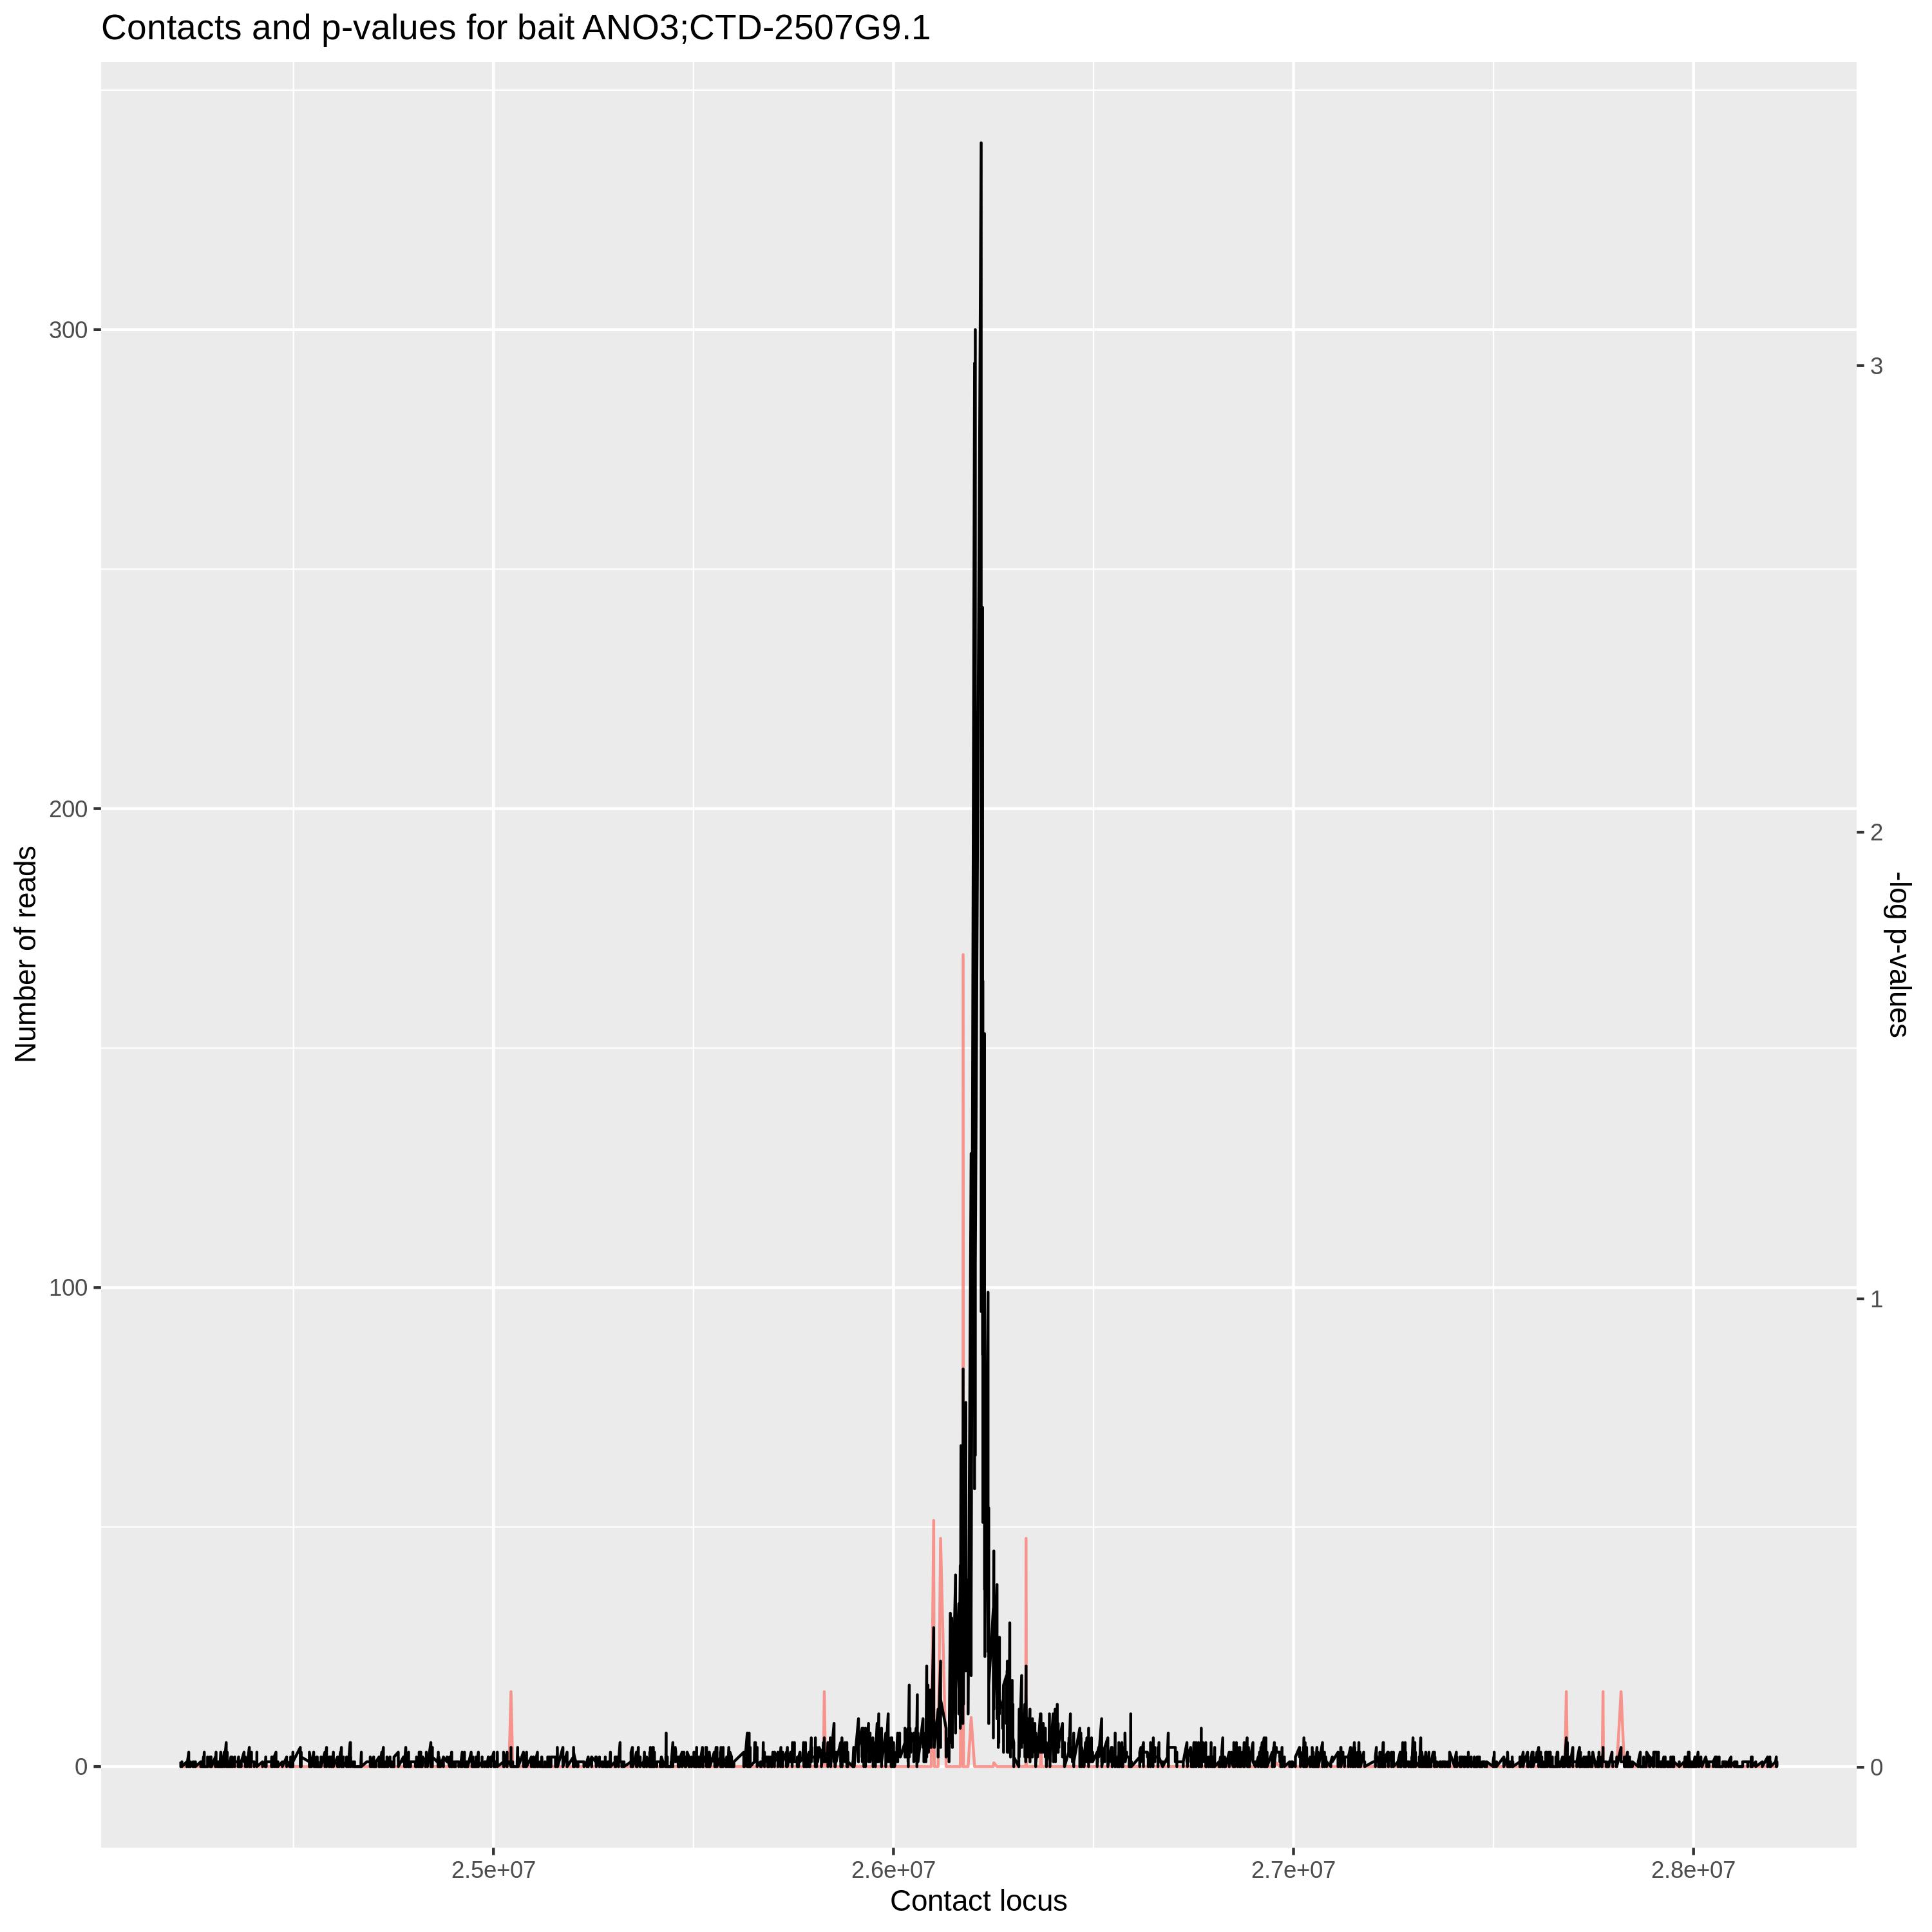 Contacts and p-values for bait ANO3;CTD-2507G9.1
Number of reads
300
200
100
0
3
2
1
0
-log p-values
2.5e+07
2.6e+07
2.7e+07
2.8e+07
Contact locus